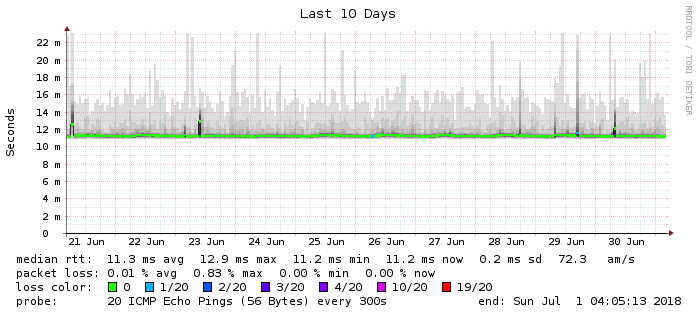 Last 10 Days
RRDTOOL / TOBI OETIKER
Seconds
22 m
20 m
18 m
16 m
14 m
12 m
10 m
8 m
6 m
4 m
2 m
0
21 Jun 22 Jun 23 Jun 24 Jun 25 Jun 26 Jun 27 Jun 28 Jun 29 Jun 30 Jun
median rtt: 11.3 ms avg 12.9 ms max 11.2 ms min 11.2 ms now 0.2 ms sd 72.3 am/s
packet loss: 0.01 % avg 0.83 % max 0.00 % min 0.00 % now
loss color: 0 1/20 2/20 3/20 4/20 10/20 19/20
probe: 20 ICMP Echo Pings (56 Bytes) every 300s end: Sun Jul 1 04:05:13 2018